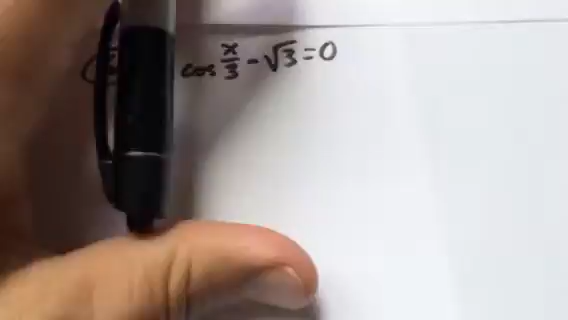 cos x/3 - √3 = 0